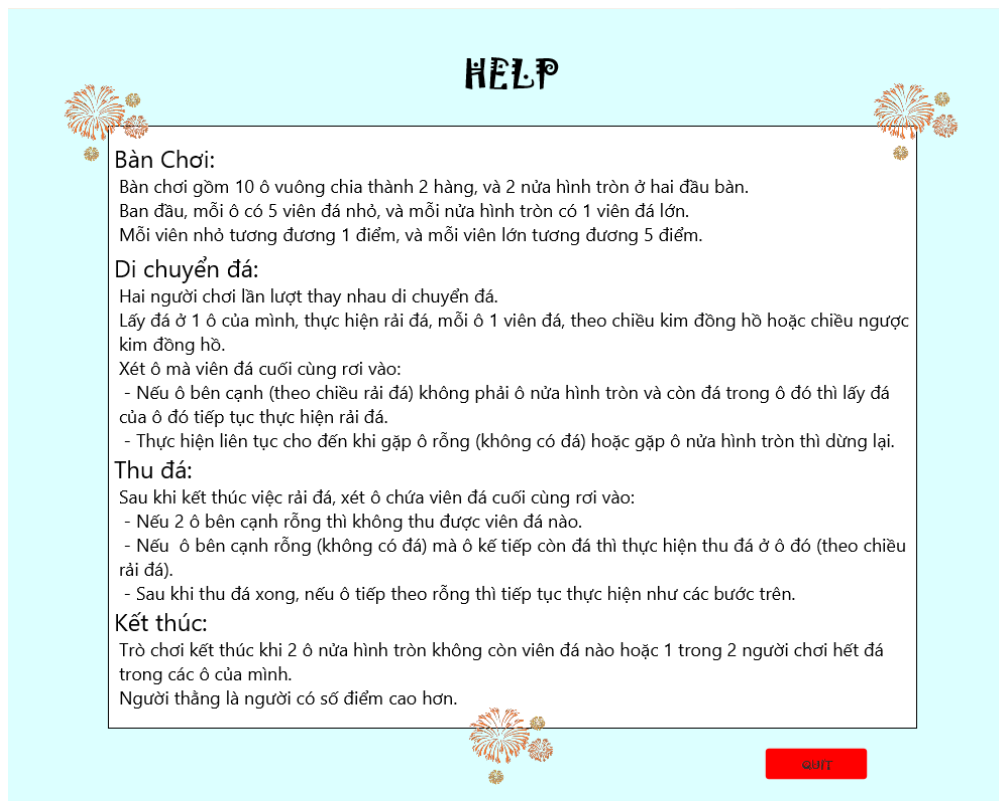 HELP
Bàn Chơi:
Bàn chơi gồm 10 ô vuông chia thành 2 hàng, và 2 nửa hình tròn ở hai đầu bàn.
Ban đầu, mỗi ô có 5 viên đá nhỏ, và mỗi nửa hình tròn có 1 viên đá lớn.
Mỗi viên nhỏ tương đương 1 điểm, và mỗi viên lớn tương đương 5 điểm.
Di chuyển đá:
Hai người chơi lần lượt thay nhau di chuyển đá.
Lấy đá ở 1 ô của mình, thực hiện rải đá, mỗi ô 1 viên đá, theo chiều kim đồng hồ hoặc chiều ngược
kim đồng hồ.
Xét ô mà viên đá cuối cùng rơi vào:
- Nếu ô bên cạnh (theo chiều rải đá) không phải ô nửa hình tròn và còn đá trong ô đó thì lấy đá
của ô đó tiếp tục thực hiện rải đá.
- Thực hiện liên tục cho đến khi gặp ô rỗng (không có đá) hoặc gặp ô nửa hình tròn thì dừng lại.
Thu đá:
Sau khi kết thúc việc rải đá, xét ô chứa viên đá cuối cùng rơi vào:
- Nếu 2 ô bên cạnh rỗng thì không thu được viên đá nào.
- Nếu  ô bên cạnh rỗng (không có đá) mà ô kế tiếp còn đá thì thực hiện thu đá ở ô đó (theo chiều
rải đá).
- Sau khi thu đá xong, nếu ô tiếp theo rỗng thì tiếp tục thực hiện như các bước trên.
Kết thúc:
Trò chơi kết thúc khi 2 ô nửa hình tròn không còn viên đá nào hoặc 1 trong 2 người chơi hết đá
trong các ô của mình.
Người thằng là người có số điểm cao hơn.
QUIT